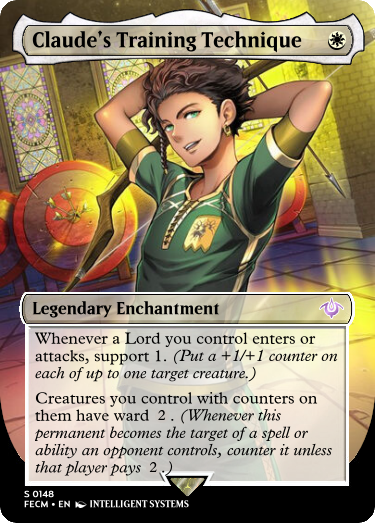 Claude's Training Technique
Legendary Enchantment
Whenever a Lord you control enters or
attacks, support 1. (Put a +1/+1 counter on
each of up to one target creature.)
Creatures you control with counters on
them have ward 2 . (Whenever this
permanent becomes the target of a spell or
ability an opponent controls, counter it unless
that player pays 2 .)
S 0148
FECM • EN INTELLIGENT SYSTEMS